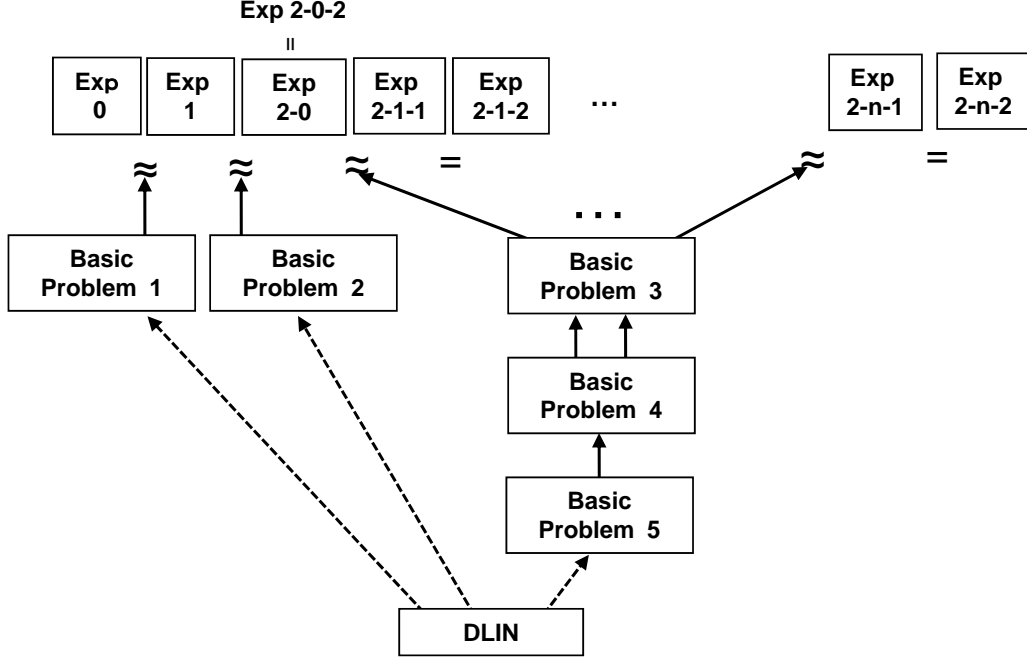 Exp 2-0-2
=
Exp
0
Exp
1
Exp
2-0
Exp
2-1-1
Exp
2-1-2
...
Exp
2-n-1
Exp
2-n-2
≈ ≈ ≈ = ≈ =
...
Basic
Problem 1
Basic
Problem 2
Basic
Problem 3
Basic
Problem 4
Basic
Problem 5
DLIN